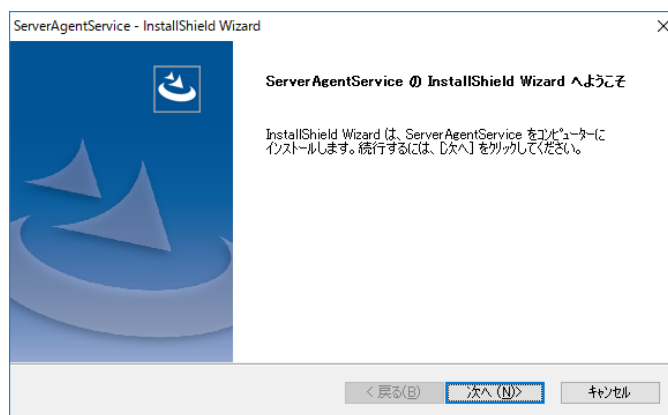 ServerAgentService - InstallShield Wizard
ServerAgentService の InstallShield Wizard へようこそ
InstallShield Wizard は、ServerAgentService をコンピューターに
インストールします。続行するには、[次へ] をクリックしてください。
< 戻る(B)
次へ (N)>
キャンセル